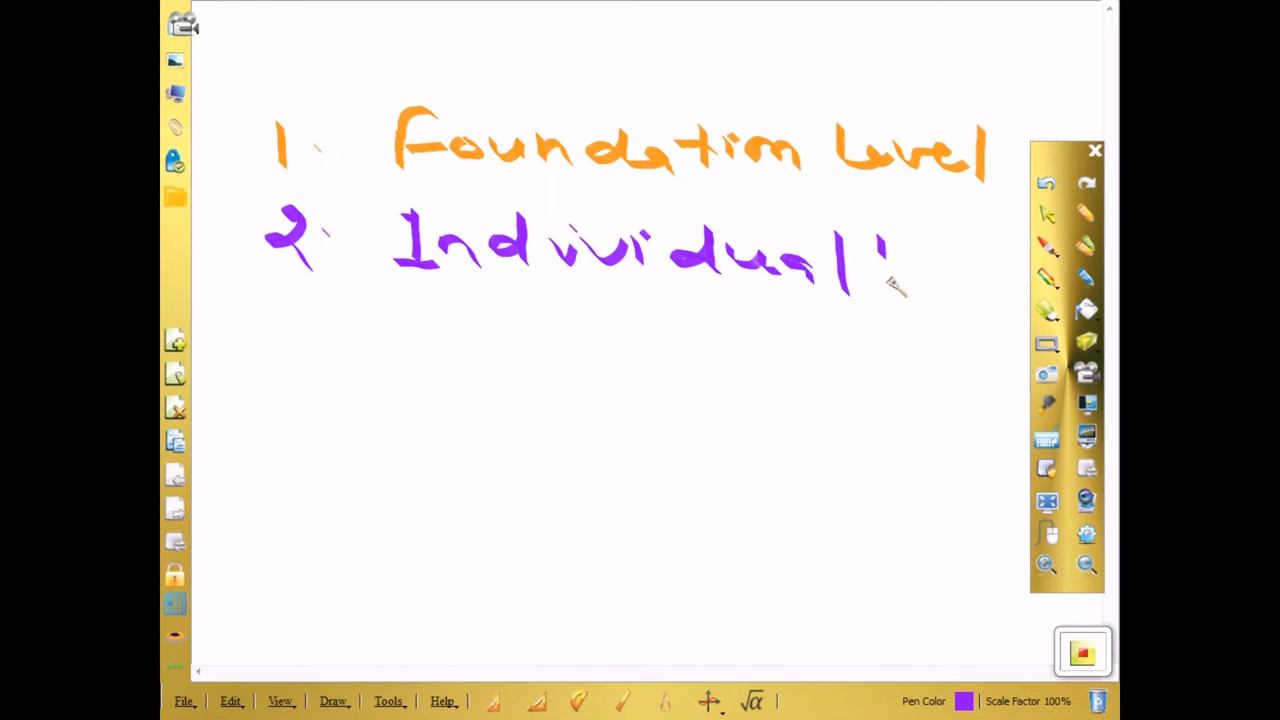 1. Foundation Level
2. Individual
File Edit View Draw Tools Help √α Pen Color Scale Factor 100%